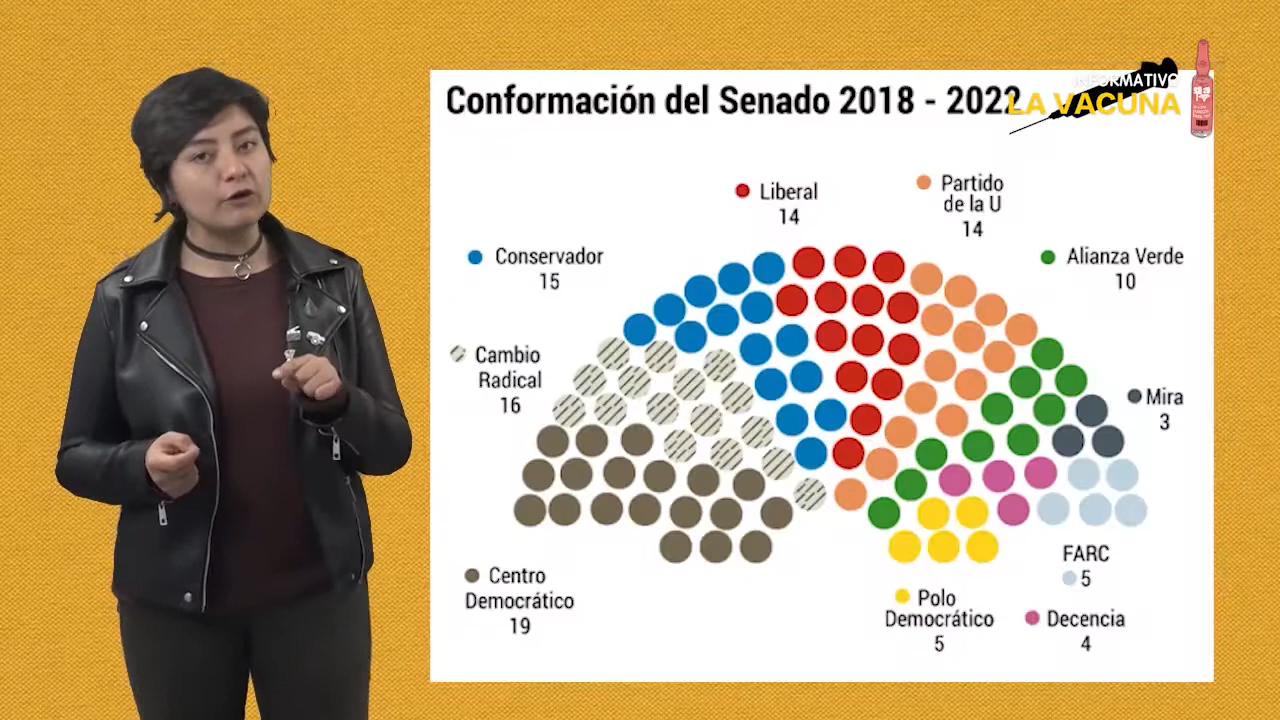 Conformación del Senado 2018 - 2022
INFORMATIVO
LA VACUNA
Liberal
14
Partido
de la U
14
Conservador
15
Alianza Verde
10
Cambio
Radical
16
Mira
3
Centro
Democrático
19
FARC
5
Polo
Democrático
5
Decencia
4